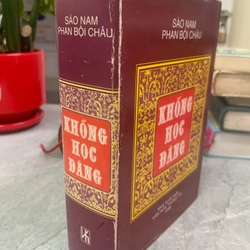 SÀO NAM
PHAN BỘI CHÂU
KHỔNG
HỌC
ĐĂNG
SÀO NAM
PHAN BỘI CHÂU
KHỔNG
HỌC
ĐĂNG